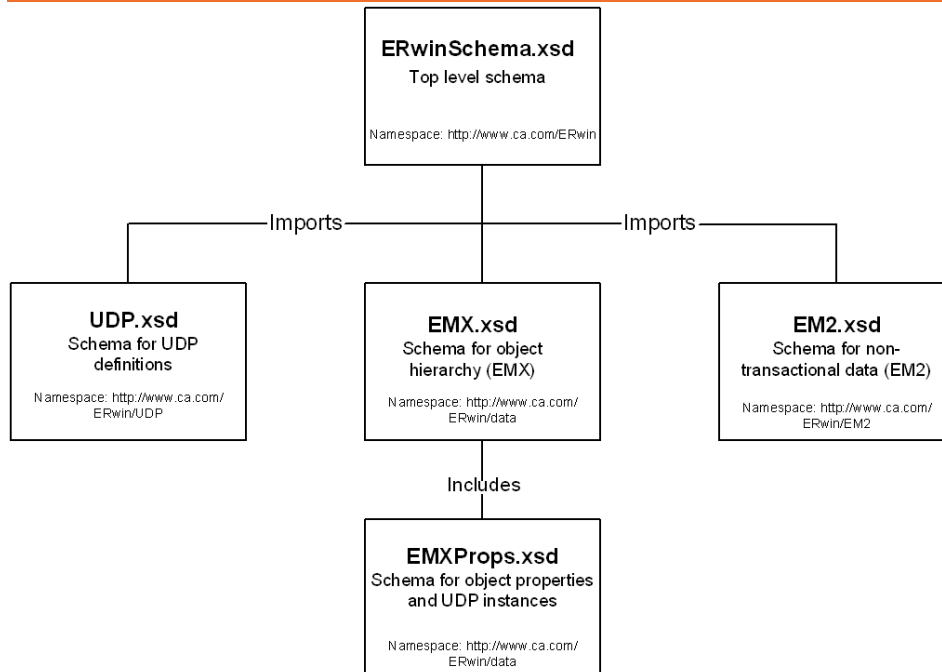 ERwinSchema.xsd
Top level schema
Namespace: http://www.ca.com/ERwin
Imports
Imports
UDP.xsd
Schema for UDP
definitions
Namespace: http://www.ca.com/
ERwin/UDP
EMX.xsd
Schema for object
hierarchy (EMX)
Namespace: http://www.ca.com/
ERwin/data
EM2.xsd
Schema for non-
transactional data (EM2)
Namespace: http://www.ca.com/
ERwin/EM2
Includes
EMXProps.xsd
Schema for object properties
and UDP instances
Namespace: http://www.ca.com/
ERwin/data